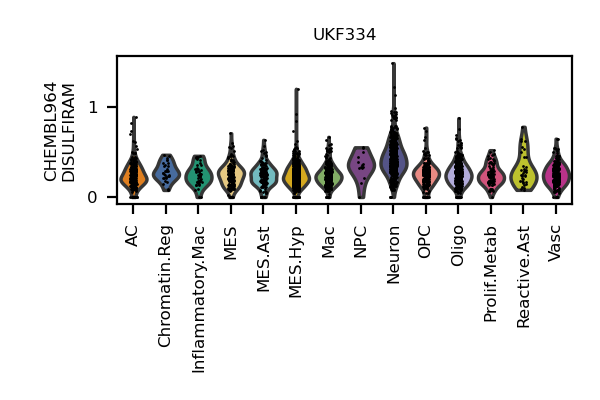 UKF334
CHEMBL964
DISULFIRAM
1
0
AC
Chromatin.Reg
Inflammatory.Mac
MES
MES.Ast
MES.Hyp
Mac
NPC
Neuron
OPC
Oligo
Prolif.Metab
Reactive.Ast
Vasc